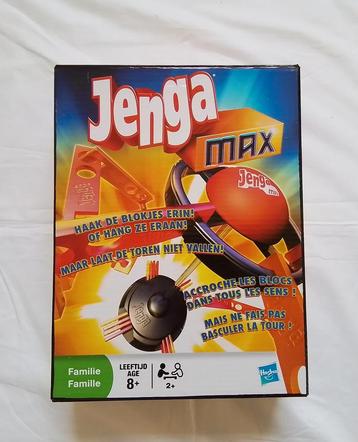 Jenga
MAX
Jenga
HAAK DE BLOKJES ERIN!
OF HANG ZE ERAAN!
MAAR LAAT DE TOREN NIET VALLEN!
ACCROCHE LES BLOCS
DANS TOUS LES SENS !
MAIS NE FAIS PAS
BASCULER LA TOUR !
Familie
Famille
LEEFTIJD
AGE
8+
2+
Hasbro